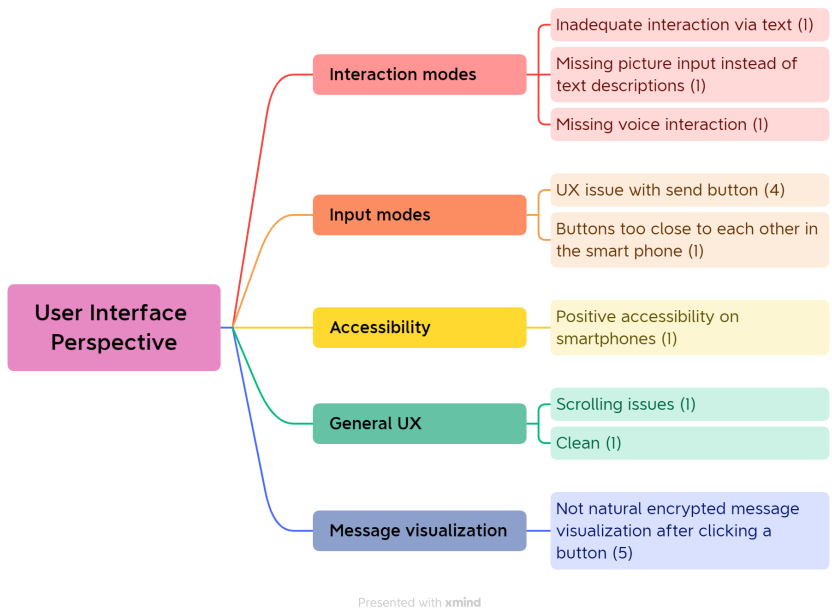 User Interface
Perspective
Interaction modes
Inadequate interaction via text (1)
Missing picture input instead of
text descriptions (1)
Missing voice interaction (1)
Input modes
UX issue with send button (4)
Buttons too close to each other in
the smart phone (1)
Accessibility
Positive accessibility on
smartphones (1)
General UX
Scrolling issues (1)
Clean (1)
Message visualization
Not natural encrypted message
visualization after clicking a
button (5)
Presented with xmind